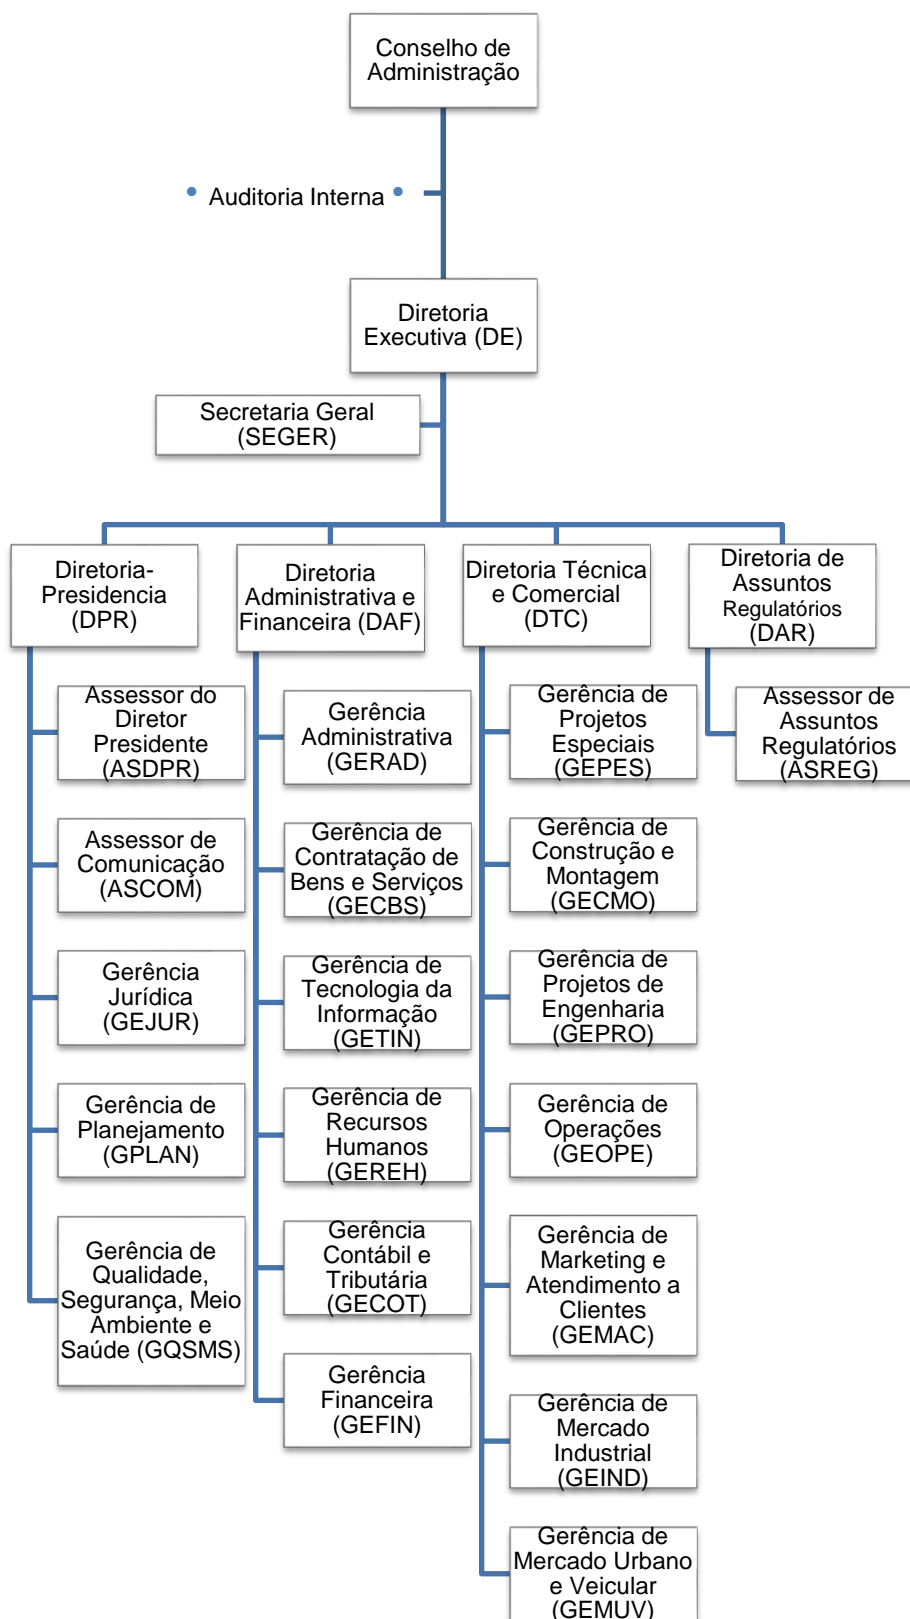 Conselho de
Administração
• Auditoria Interna •
Diretoria
Executiva (DE)
Secretaria Geral
(SEGER)
Diretoria-
Presidencia
(DPR)
Diretoria
Administrativa e
Financeira (DAF)
Diretoria Técnica
e Comercial
(DTC)
Diretoria de
Assuntos
Regulatórios
(DAR)
Assessor do
Diretor
Presidente
(ASDPR)
Assessor de
Comunicação
(ASCOM)
Gerência
Jurídica
(GEJUR)
Gerência de
Planejamento
(GPLAN)
Gerência de
Qualidade,
Segurança, Meio
Ambiente e
Saúde (GQSMS)
Gerência
Administrativa
(GERAD)
Gerência de
Contratação de
Bens e Serviços
(GECBS)
Gerência de
Tecnologia da
Informação
(GETIN)
Gerência de
Recursos
Humanos
(GEREH)
Gerência
Contábil e
Tributária
(GECOT)
Gerência
Financeira
(GEFIN)
Gerência de
Projetos
Especiais
(GEPES)
Gerência de
Construção e
Montagem
(GECMO)
Gerência de
Projetos de
Engenharia
(GEPRO)
Gerência de
Operações
(GEOPE)
Gerência de
Marketing e
Atendimento a
Clientes
(GEMAC)
Gerência de
Mercado
Industrial
(GEIND)
Gerência de
Mercado Urbano
e Veicular
(GEMUV)
Assessor de
Assuntos
Regulatórios
(ASREG)